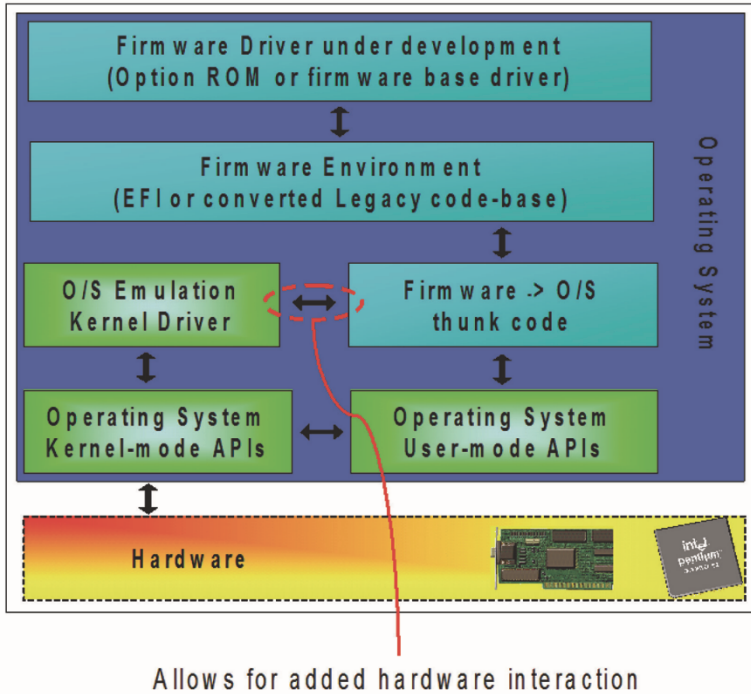 Firmware Driver under development
(Option ROM or firmware base driver)
Firmware Environment
(EFI or converted Legacy code-base)
Operating System
O/S Emulation
Kernel Driver
Firmware -> O/S
thunk code
Operating System
Kernel-mode APIs
Operating System
User-mode APIs
Hardware
intel
pentium
Allows for added hardware interaction